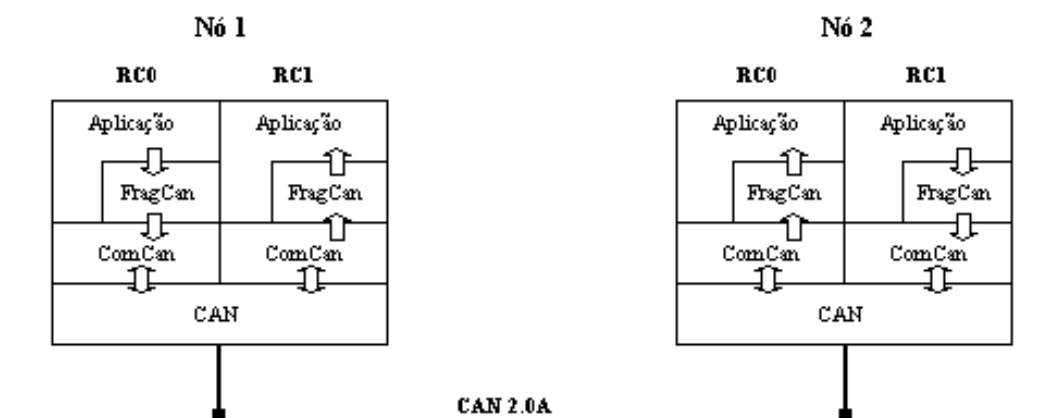 Nó 1 Nó 2
RC0 RC1 RC0 RC1
Aplicação Aplicação Aplicação Aplicação
FragCan FragCan FragCan FragCan
ComCan ComCan ComCan ComCan
CAN CAN
CAN 2.0A